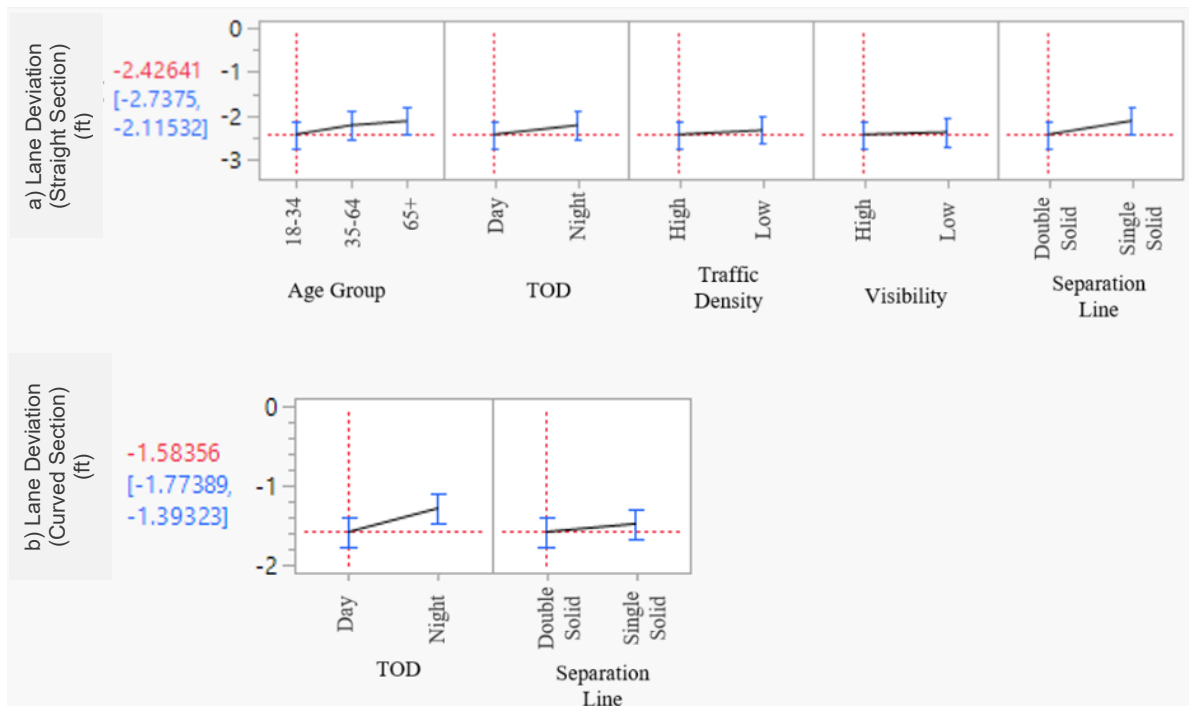 a) Lane Deviation
(Straight Section)
(ft)
-2.42641
[-2.7375,
-2.11532]
0
-1
-2
-3
18-34
35-64
65+
Day
Night
High
Low
High
Low
Double
Solid
Single
Solid
Age Group
TOD
Traffic
Density
Visibility
Separation
Line
b) Lane Deviation
(Curved Section)
(ft)
-1.58356
[-1.77389,
-1.39323]
0
-1
-2
Day
Night
Double
Solid
Single
Solid
TOD
Separation
Line